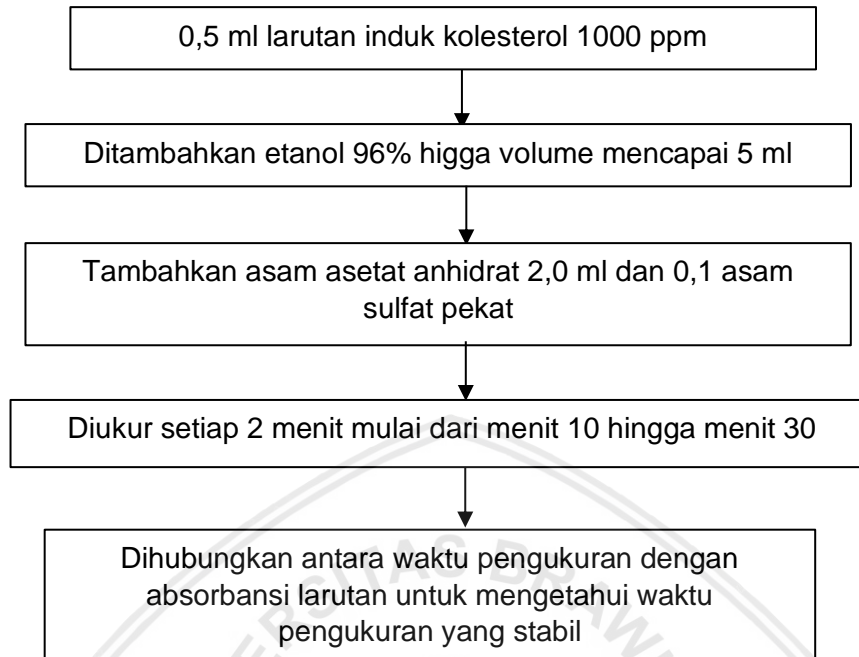 0,5 ml larutan induk kolesterol 1000 ppm
Ditambahkan etanol 96% higga volume mencapai 5 ml
Tambahkan asam asetat anhidrat 2,0 ml dan 0,1 asam
sulfat pekat
Diukur setiap 2 menit mulai dari menit 10 hingga menit 30
Dihubungkan antara waktu pengukuran dengan
absorbansi larutan untuk mengetahui waktu
pengukuran yang stabil